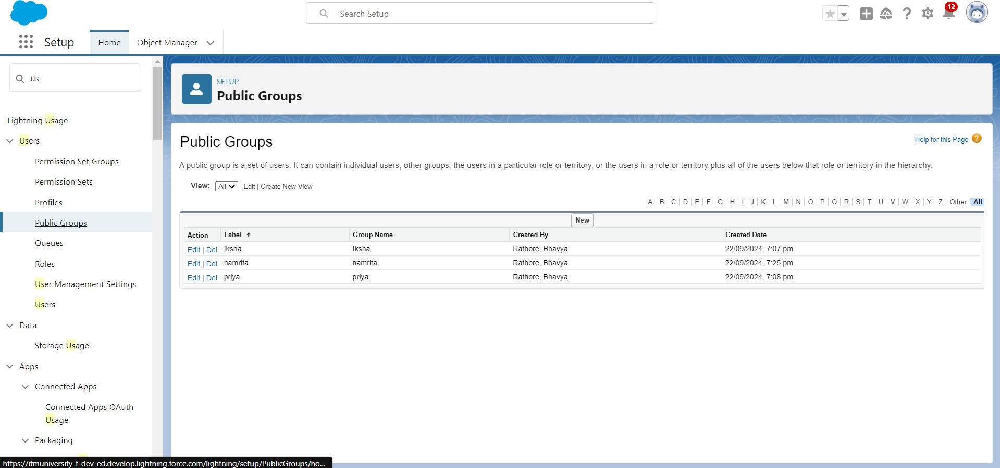 Search Setup
12
Setup
Home
Object Manager
us
Lightning Usage
Users
Permission Set Groups
Permission Sets
Profiles
Public Groups
Queues
Roles
User Management Settings
Users
Data
Storage Usage
Apps
Connected Apps
Connected Apps OAuth
Usage
Packaging
https://itmuniversity-f-dev-ed.develop.lightning.force.com/lightning/setup/PublicGroups/ho...
SETUP
Public Groups
Public Groups
Help for this Page ?
A public group is a set of users. It can contain individual users, other groups, the users in a particular role or territory, or the users in a role or territory plus all of the users below that role or territory in the hierarchy.
View: All Edit | Create New View
A | B | C | D | E | F | G | H | I | J | K | L | M | N | O | P | Q | R | S | T | U | V | W | X | Y | Z | Other All
New
Action Label ↑ Group Name Created By Created Date
Edit | Del Iksha Iksha Rathore, Bhavya 22/09/2024, 7:07 pm
Edit | Del namrita namrita Rathore, Bhavya 22/09/2024, 7:25 pm
Edit | Del priya priya Rathore, Bhavya 22/09/2024, 7:08 pm